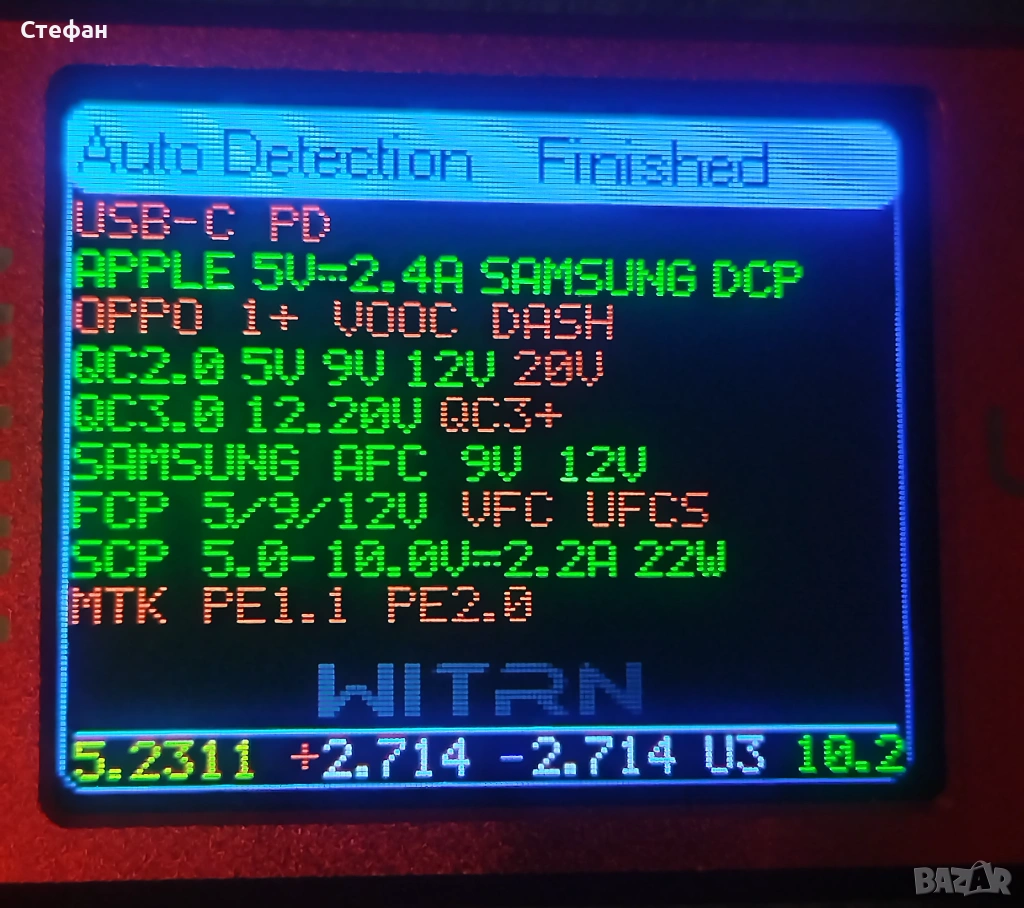 Стефан
Auto Detection Finished
USB-C PD
APPLE 5V=2.4A SAMSUNG DCP
OPPO 1+ VOOC DASH
QC2.0 5V 9V 12V 20V
QC3.0 12.20V QC3+
SAMSUNG AFC 9V 12V
FCP 5/9/12V VFC UFCS
SCP 5.0-10.0V=2.2A 22W
MTK PE1.1 PE2.0
WITRN
5.2311 +2.714 -2.714 U3 10.2
BAZAR